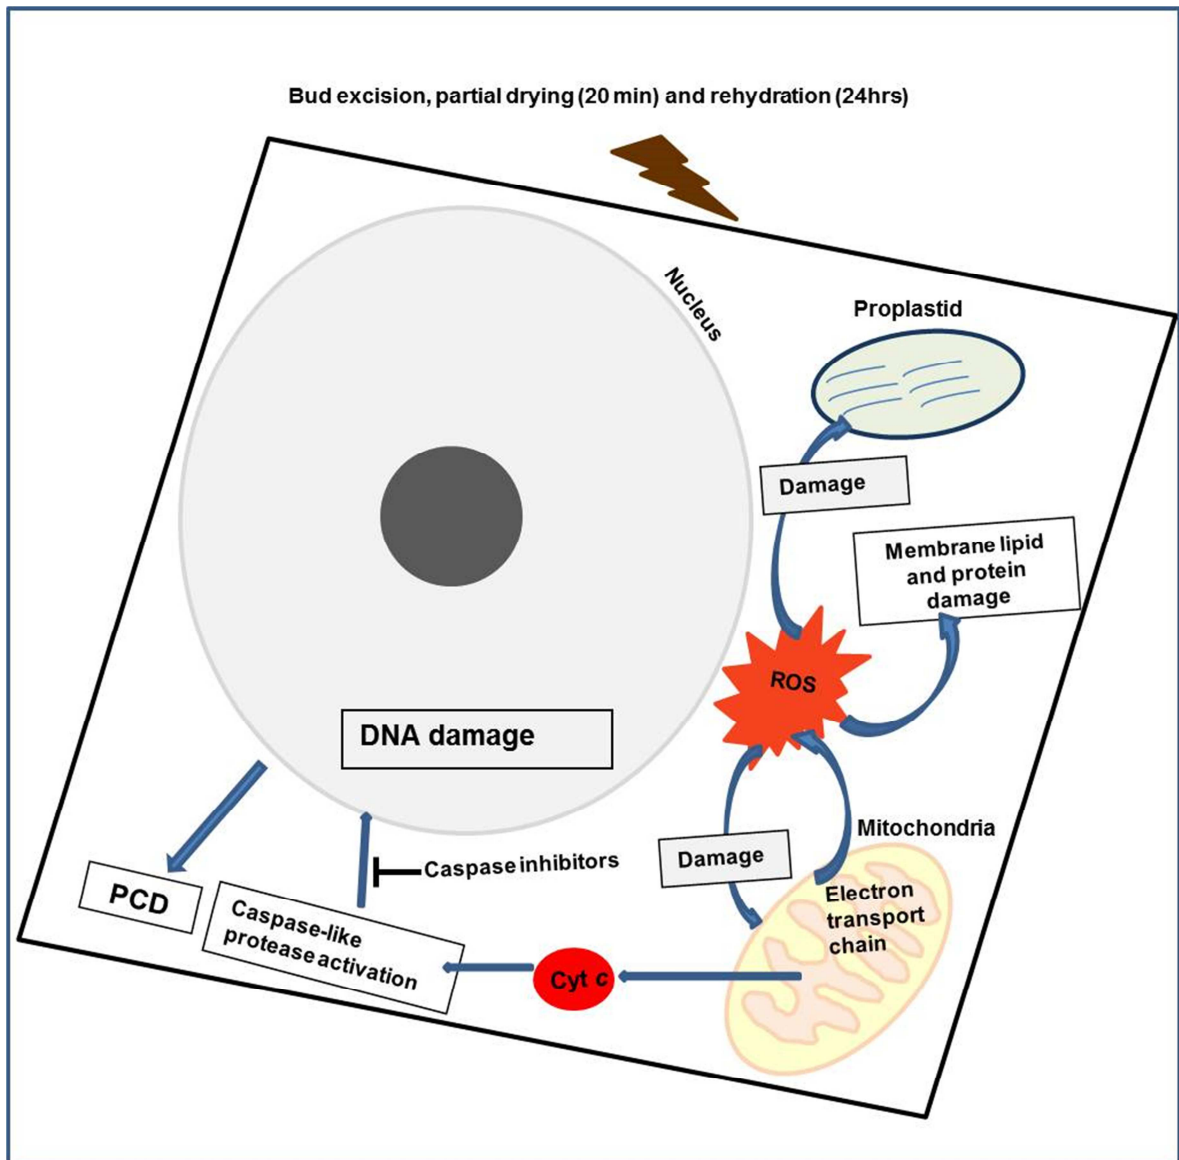 Bud excision, partial drying (20 min) and rehydration (24hrs)
Nucleus
Proplastid
Damage
Membrane lipid
and protein
damage
ROS
DNA damage
Mitochondria
Damage
Caspase inhibitors
Electron
transport
chain
PCD
Caspase-like
protease activation
Cyt c